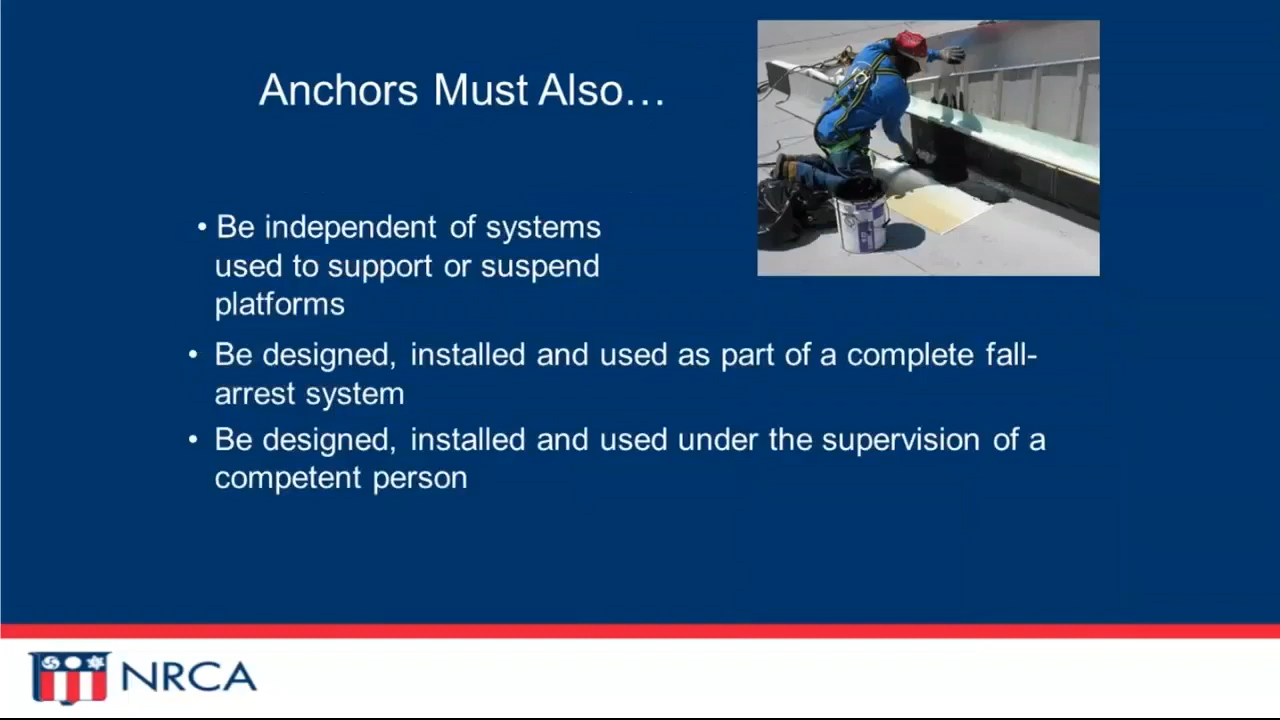 Anchors Must Also…
• Be independent of systems
used to support or suspend
platforms
• Be designed, installed and used as part of a complete fall-
arrest system
• Be designed, installed and used under the supervision of a
competent person
NRCA